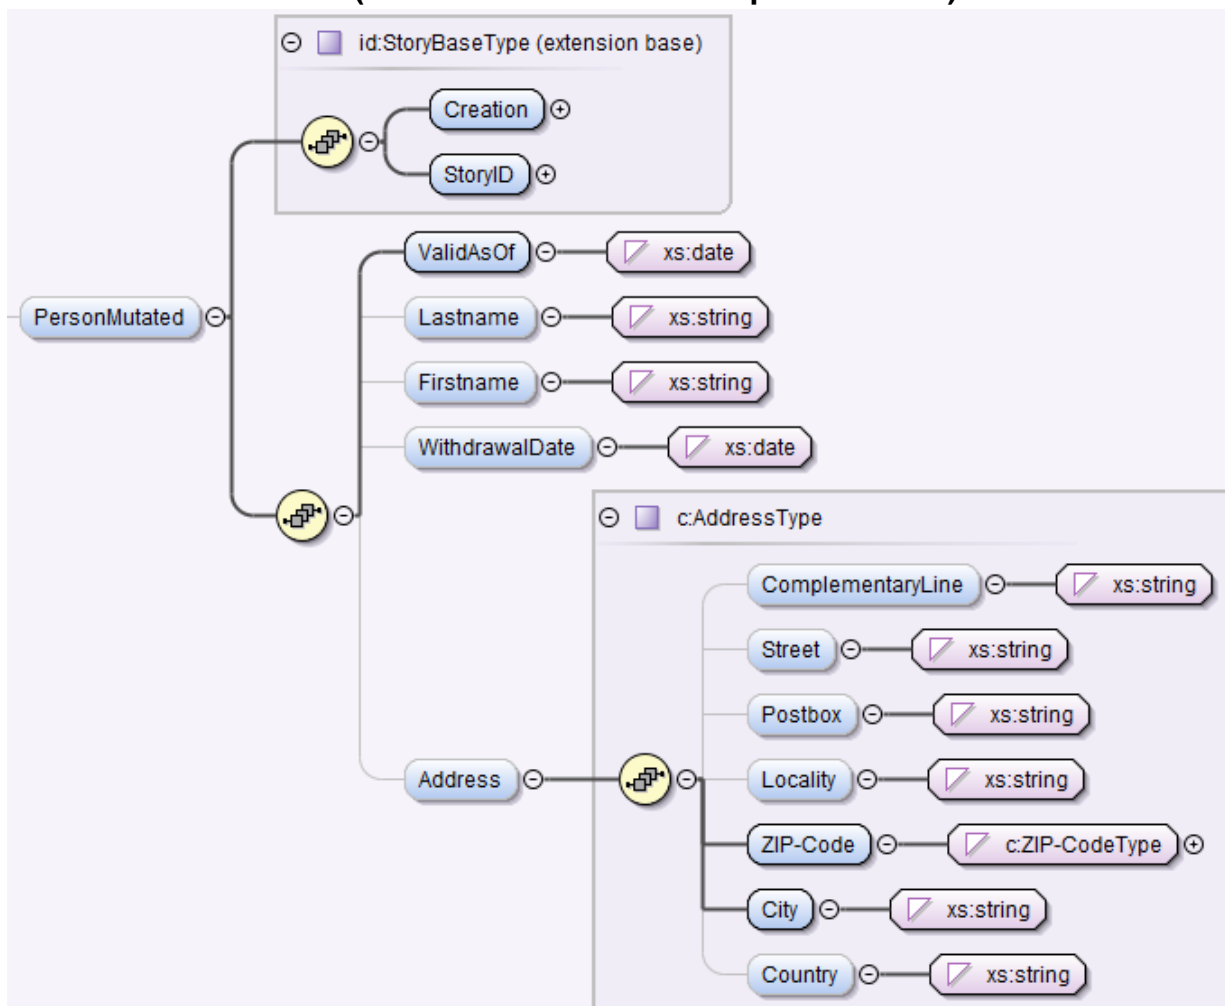 id:StoryBaseType (extension base)
Creation
StoryID
ValidAsOf xs:date
PersonMutated
Lastname xs:string
Firstname xs:string
WithdrawalDate xs:date
c:AddressType
ComplementaryLine xs:string
Street xs:string
Postbox xs:string
Address
Locality xs:string
ZIP-Code c:ZIP-CodeType
City xs:string
Country xs:string